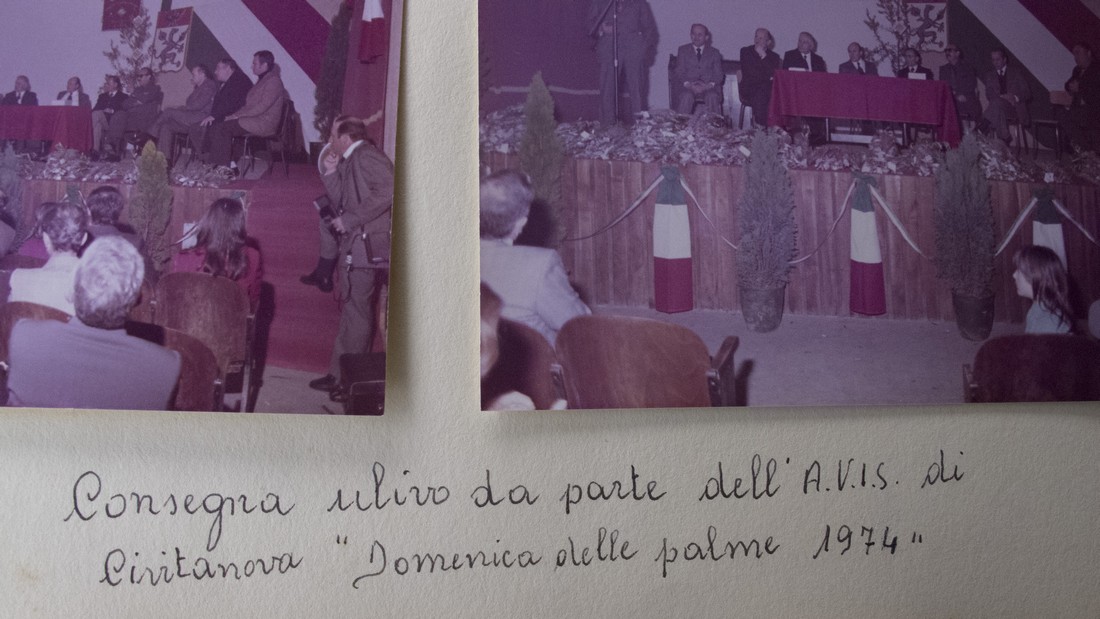 Consegna ulivo da parte dell' A.V.I.S. di
Civitanova "Domenica delle palme 1974"